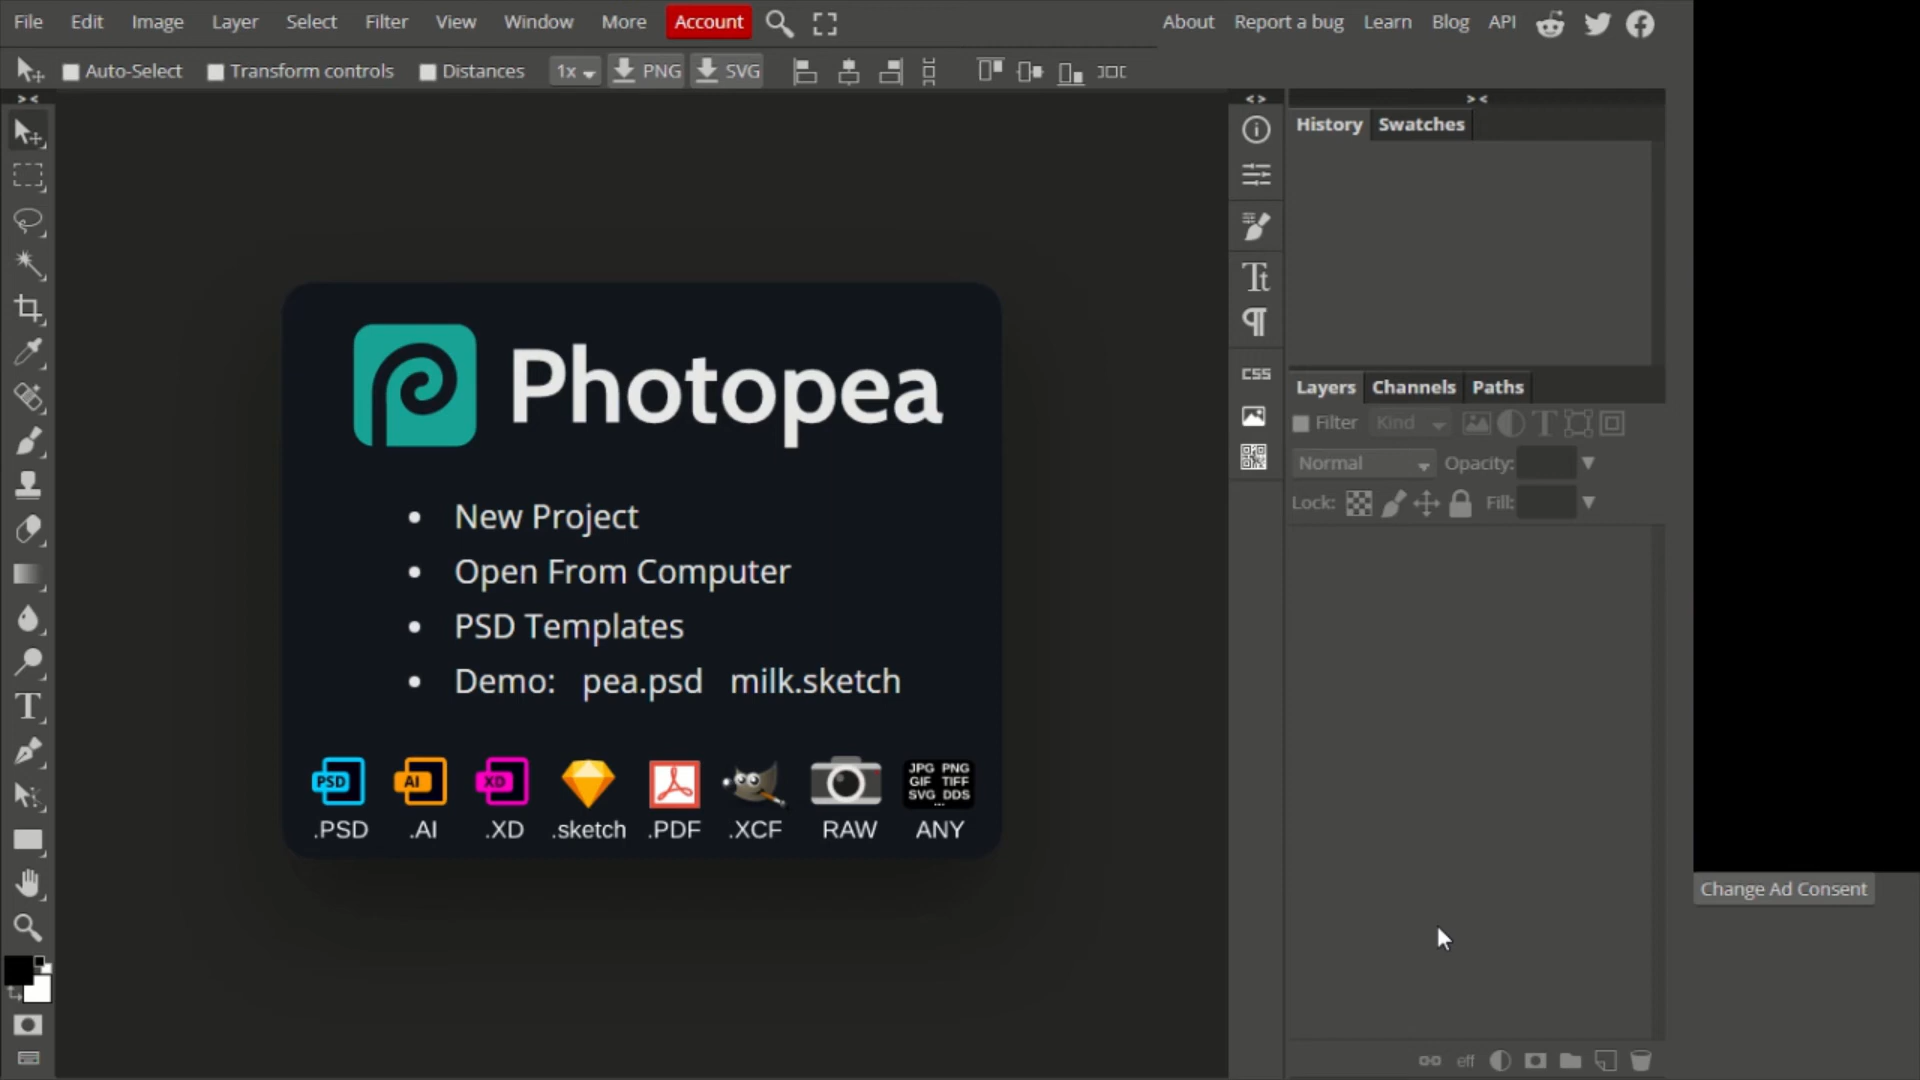 File Edit Image Layer Select Filter View Window More Account About Report a bug Learn Blog API
Auto-Select Transform controls Distances 1x PNG SVG
> < < > > <
History Swatches
Tt
¶
CSS
Layers Channels Paths
Filter Kind T
Normal Opacity:
Lock: Fill:
Photopea
• New Project
• Open From Computer
• PSD Templates
• Demo: pea.psd milk.sketch
PSD AI XD JPG PNG
GIF TIFF
SVG DDS
...
.PSD .AI .XD .sketch .PDF .XCF RAW ANY
T
Change Ad Consent
eff